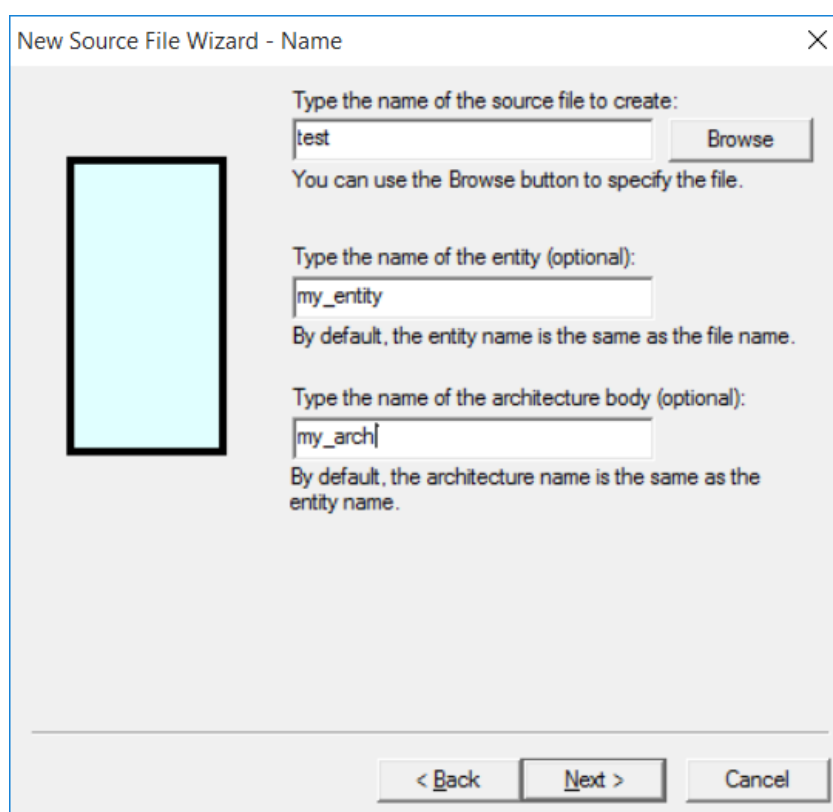 New Source File Wizard - Name
Type the name of the source file to create:
test
Browse
You can use the Browse button to specify the file.
Type the name of the entity (optional):
my_entity
By default, the entity name is the same as the file name.
Type the name of the architecture body (optional):
my_arch
By default, the architecture name is the same as the
entity name.
< Back
Next >
Cancel